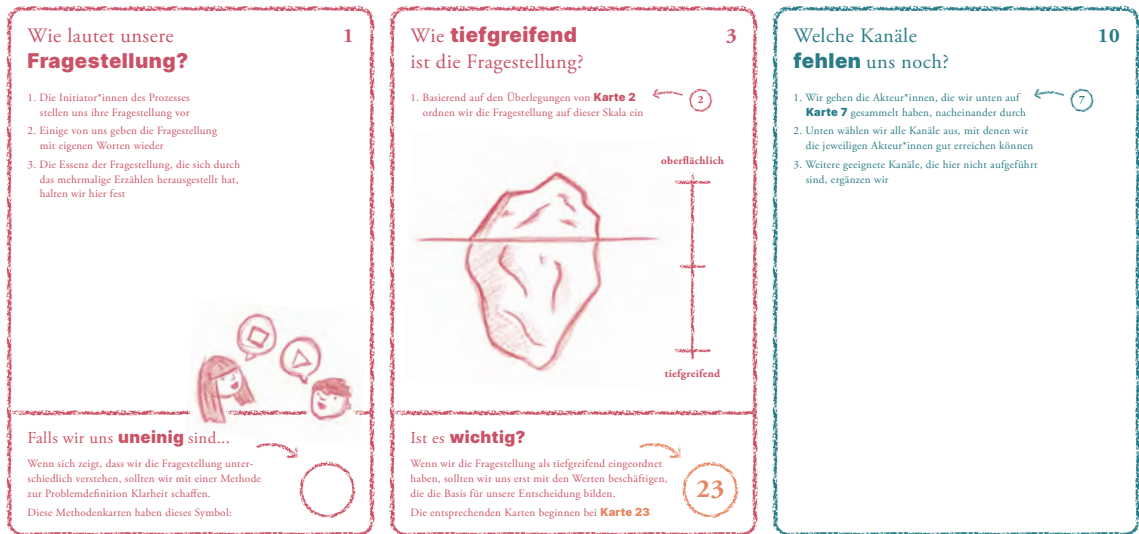 Wie lautet unsere
Fragestellung?
1
1. Die Initiator*innen des Prozesses
stellen uns ihre Fragestellung vor
2. Einige von uns geben die Fragestellung
mit eigenen Worten wieder
3. Die Essenz der Fragestellung, die sich durch
das mehrmalige Erzählen herausgestellt hat,
halten wir hier fest
Falls wir uns uneinig sind...
Wenn sich zeigt, dass wir die Fragestellung unter-
schiedlich verstehen, sollten wir mit einer Methode
zur Problemdefinition Klarheit schaffen.
Diese Methodenkarten haben dieses Symbol:
Wie tiefgreifend
ist die Fragestellung?
3
1. Basierend auf den Überlegungen von Karte 2
ordnen wir die Fragestellung auf dieser Skala ein
2
oberflächlich
tiefgreifend
Ist es wichtig?
Wenn wir die Fragestellung als tiefgreifend eingeordnet
haben, sollten wir uns erst mit den Werten beschäftigen,
die die Basis für unsere Entscheidung bilden.
Die entsprechenden Karten beginnen bei Karte 23
23
Welche Kanäle
fehlen uns noch?
10
1. Wir gehen die Akteur*innen, die wir unten auf
Karte 7 gesammelt haben, nacheinander durch
7
2. Unten wählen wir alle Kanäle aus, mit denen wir
die jeweiligen Akteur*innen gut erreichen können
3. Weitere geeignete Kanäle, die hier nicht aufgeführt
sind, ergänzen wir